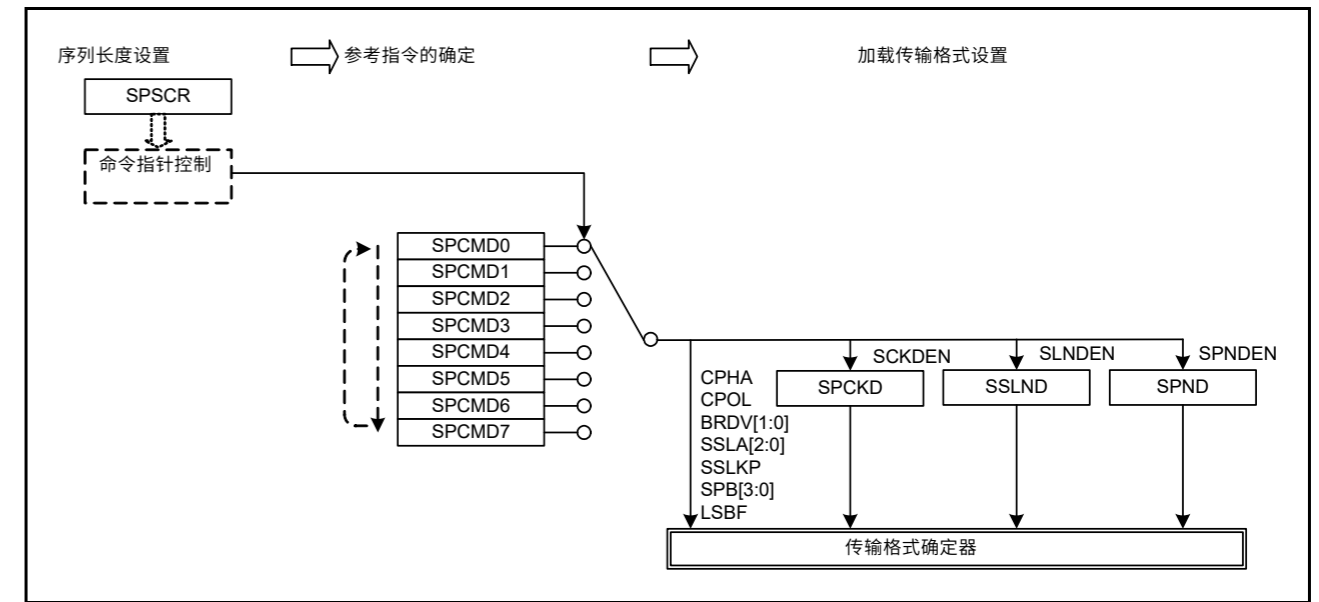 序列长度设置
参考指令的确定
加载传输格式设置
SPSCR
命令指针控制
SPCMD0
SPCMD1
SPCMD2
SPCMD3
SPCMD4
SPCMD5
SPCMD6
SPCMD7
SCKDEN
SLNDEN
SPNDEN
SPCKD
SSLND
SPND
CPHA
CPOL
BRDV[1:0]
SSLA[2:0]
SSLKP
SPB[3:0]
LSBF
传输格式确定器